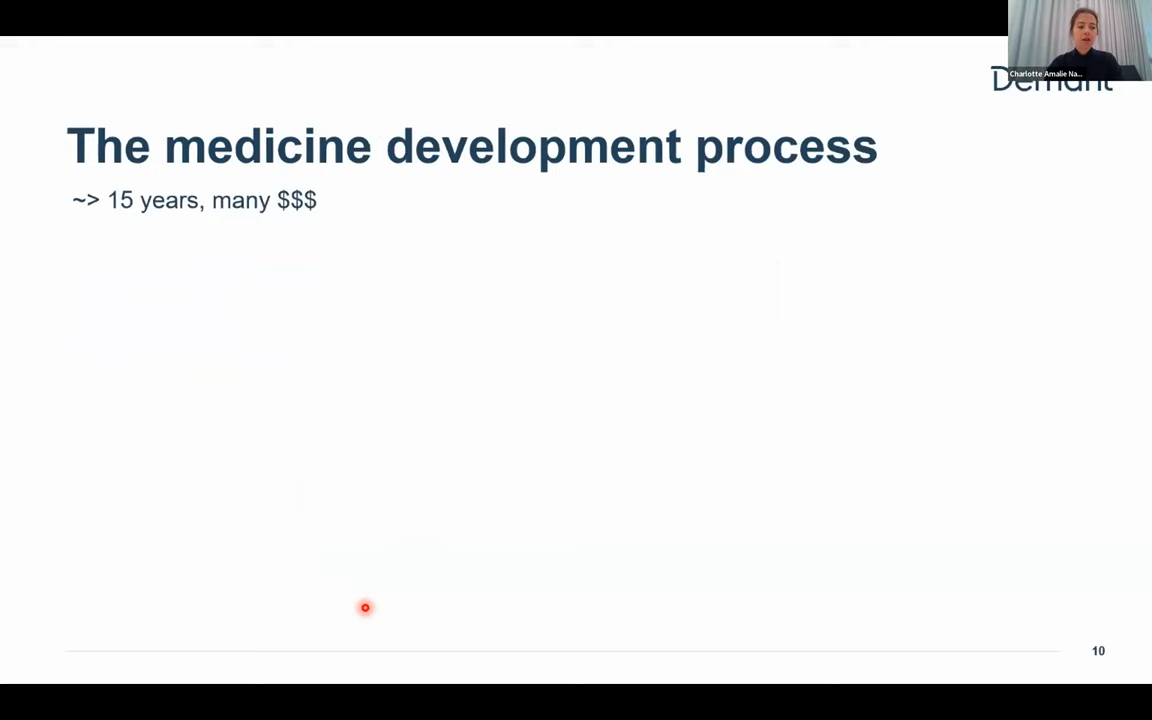 Charlotte Amalie Na...
Demant
The medicine development process
~> 15 years, many $$$
10